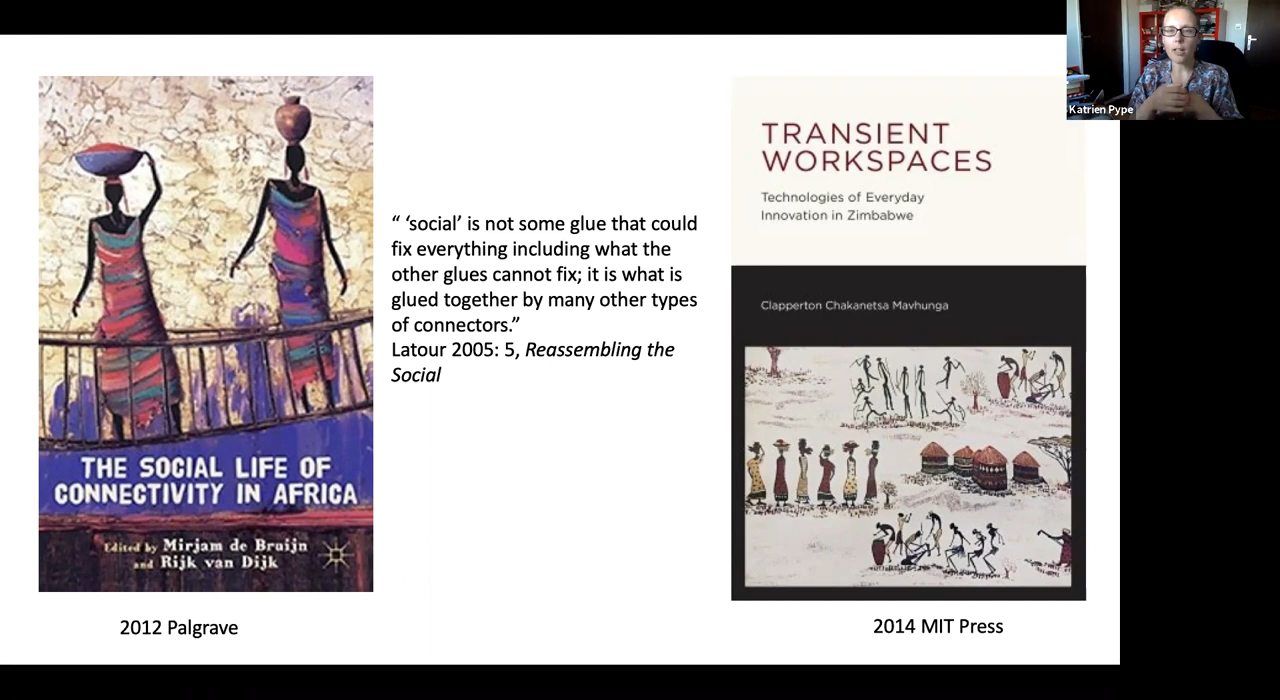 Katrien Pype
THE SOCIAL LIFE OF
CONNECTIVITY IN AFRICA
Edited by Mirjam de Bruijn
and Rijk van Dijk
2012 Palgrave
“ ‘social’ is not some glue that could
fix everything including what the
other glues cannot fix; it is what is
glued together by many other types
of connectors.”
Latour 2005: 5, Reassembling the
Social
TRANSIENT
WORKSPACES
Technologies of Everyday
Innovation in Zimbabwe
Clapperton Chakanetsa Mavhunga
2014 MIT Press